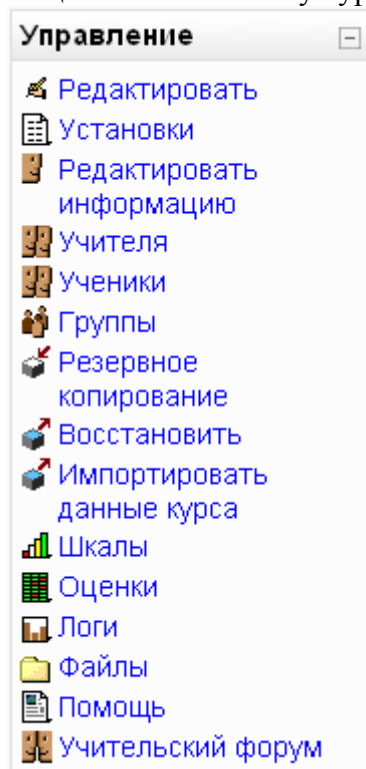 Управление
Редактировать
Установки
Редактировать
информацию
Учителя
Ученики
Группы
Резервное
копирование
Восстановить
Импортировать
данные курса
Шкалы
Оценки
Логи
Файлы
Помощь
Учительский форум